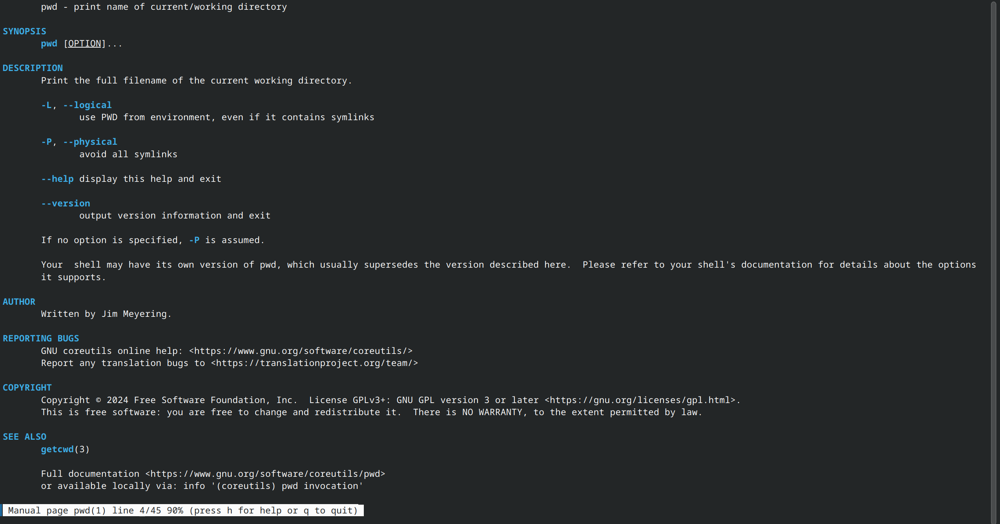 pwd - print name of current/working directory
SYNOPSIS
pwd [OPTION]...
DESCRIPTION
Print the full filename of the current working directory.
-L, --logical
use PWD from environment, even if it contains symlinks
-P, --physical
avoid all symlinks
--help display this help and exit
--version
output version information and exit
If no option is specified, -P is assumed.
Your  shell may have its own version of pwd, which usually supersedes the version described here.  Please refer to your shell's documentation for details about the options
it supports.
AUTHOR
Written by Jim Meyering.
REPORTING BUGS
GNU coreutils online help: <https://www.gnu.org/software/coreutils/>
Report any translation bugs to <https://translationproject.org/team/>
COPYRIGHT
Copyright © 2024 Free Software Foundation, Inc.  License GPLv3+: GNU GPL version 3 or later <https://gnu.org/licenses/gpl.html>.
This is free software: you are free to change and redistribute it.  There is NO WARRANTY, to the extent permitted by law.
SEE ALSO
getcwd(3)
Full documentation <https://www.gnu.org/software/coreutils/pwd>
or available locally via: info '(coreutils) pwd invocation'
Manual page pwd(1) line 4/45 90% (press h for help or q to quit)